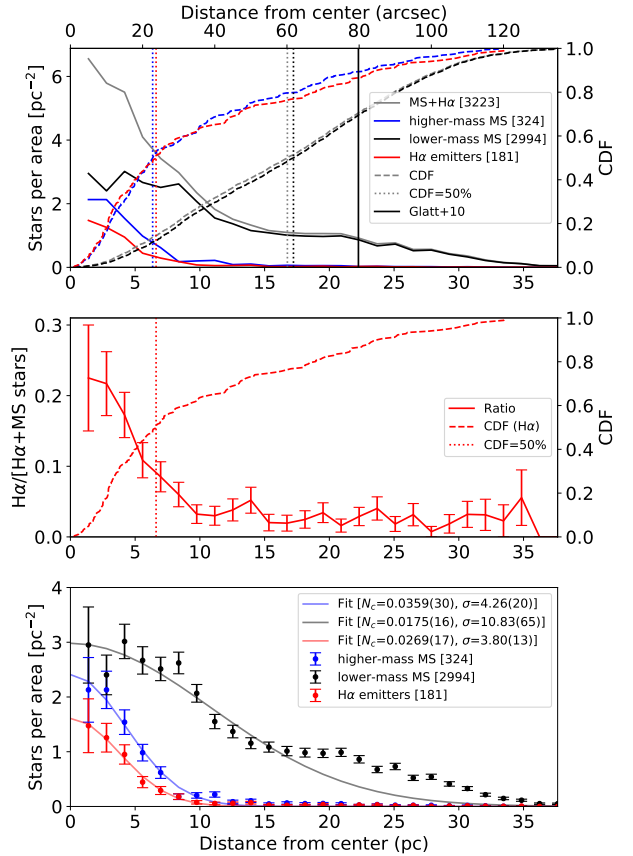 Distance from center (arcsec)
0 20 40 60 80 100 120
Stars per area [pc⁻²]
6
4
2
0
1.0
0.8
0.6
0.4
0.2
0.0
CDF
MS+Hα [3223]
higher-mass MS [324]
lower-mass MS [2994]
Hα emitters [181]
CDF
CDF=50%
Glatt+10
0 5 10 15 20 25 30 35
Hα/[Hα+MS stars]
0.3
0.2
0.1
0.0
1.0
0.8
0.6
0.4
0.2
0.0
CDF
Ratio
CDF (Hα)
CDF=50%
0 5 10 15 20 25 30 35
Stars per area [pc⁻²]
4
3
2
1
0
Fit [N_c=0.0359(30), σ=4.26(20)]
Fit [N_c=0.0175(16), σ=10.83(65)]
Fit [N_c=0.0269(17), σ=3.80(13)]
higher-mass MS [324]
lower-mass MS [2994]
Hα emitters [181]
0 5 10 15 20 25 30 35
Distance from center (pc)